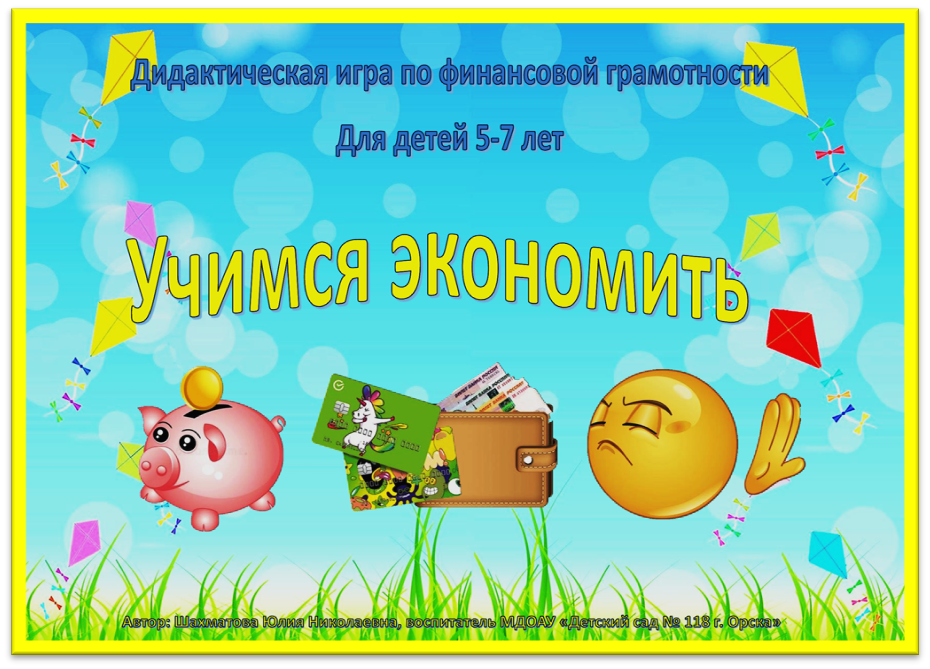 Дидактическая игра по финансовой грамотности
Для детей 5-7 лет
Учимся экономить
Автор: Шахматова Юлия Николаевна, воспитатель МДОАУ «Детский сад № 118 г. Орска»